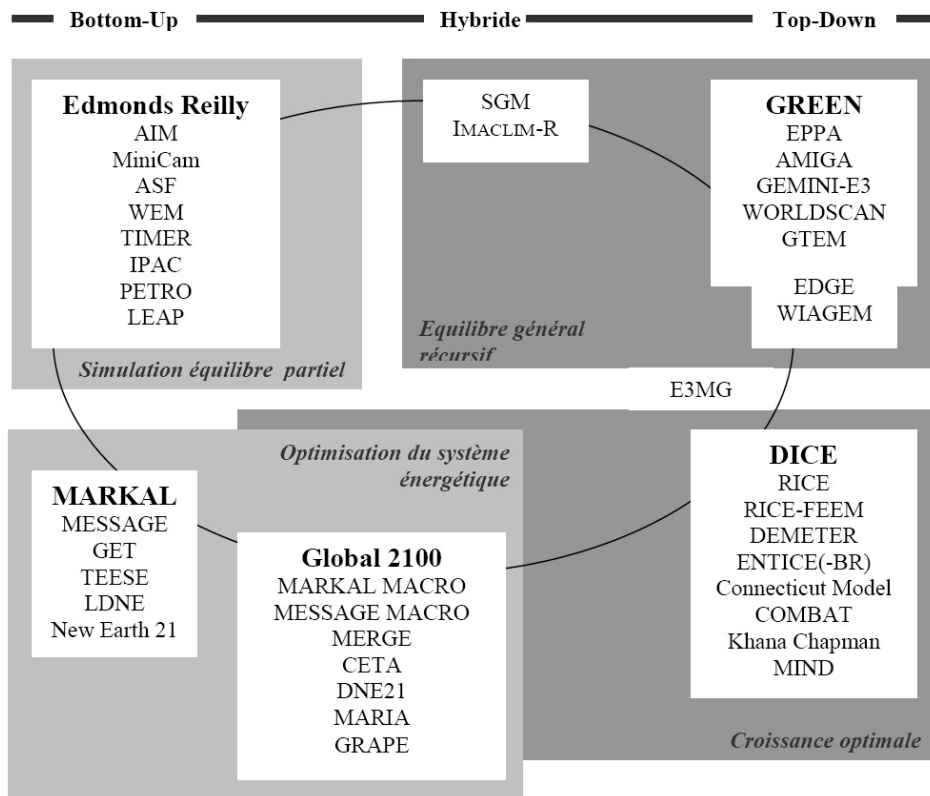 Bottom-Up
Hybride
Top-Down
Edmonds Reilly
AIM
MiniCam
ASF
WEM
TIMER
IPAC
PETRO
LEAP
Simulation équilibre partiel
SGM
IMACLIM-R
GREEN
EPPA
AMIGA
GEMINI-E3
WORLDSCAN
GTEM
EDGE
WIAGEM
Equilibre général
récursif
E3MG
Optimisation du système
énergétique
MARKAL
MESSAGE
GET
TEESE
LDNE
New Earth 21
Global 2100
MARKAL MACRO
MESSAGE MACRO
MERGE
CETA
DNE21
MARIA
GRAPE
DICE
RICE
RICE-FEEM
DEMETER
ENTICE(-BR)
Connecticut Model
COMBAT
Khana Chapman
MIND
Croissance optimale